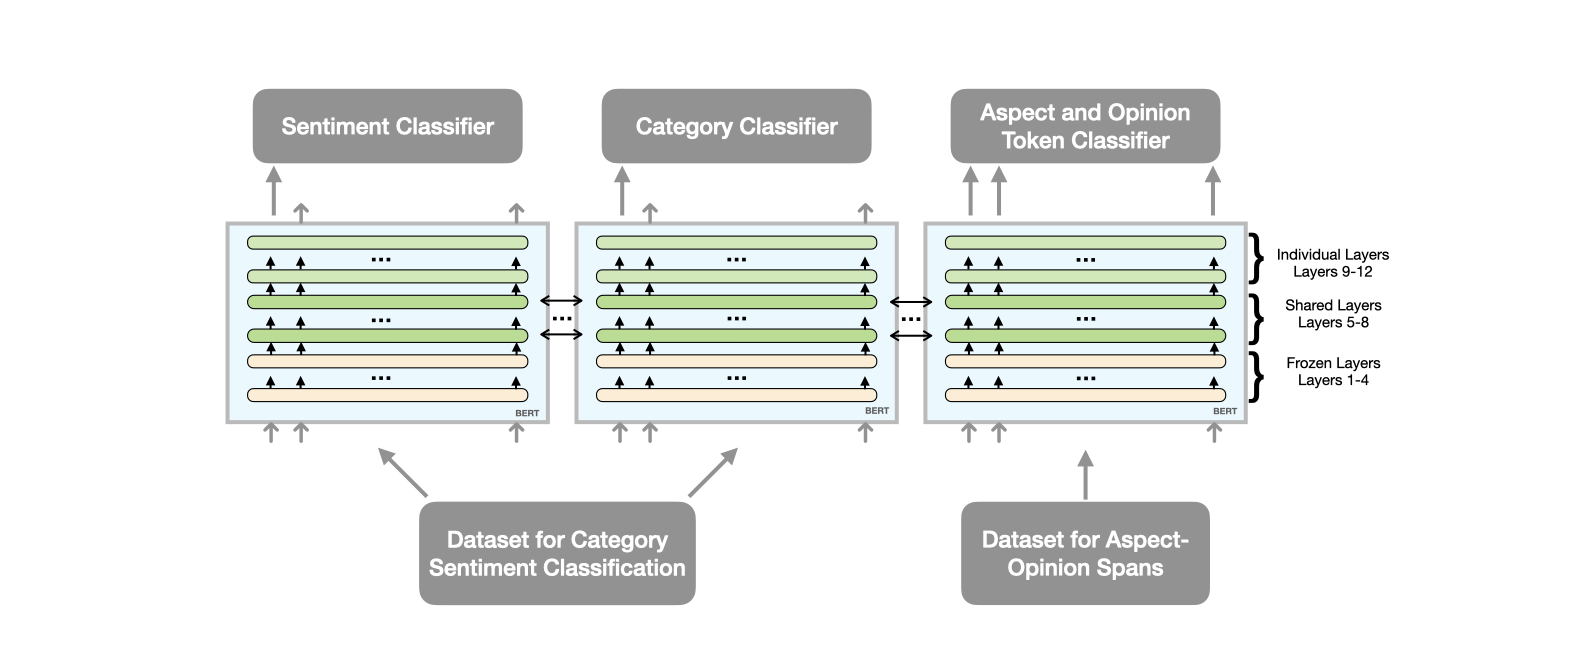 Sentiment Classifier
Category Classifier
Aspect and Opinion
Token Classifier
...
...
...
Individual Layers
Layers 9-12
...
...
...
...
...
Shared Layers
Layers 5-8
...
...
...
Frozen Layers
Layers 1-4
BERT
BERT
BERT
Dataset for Category
Sentiment Classification
Dataset for Aspect-
Opinion Spans